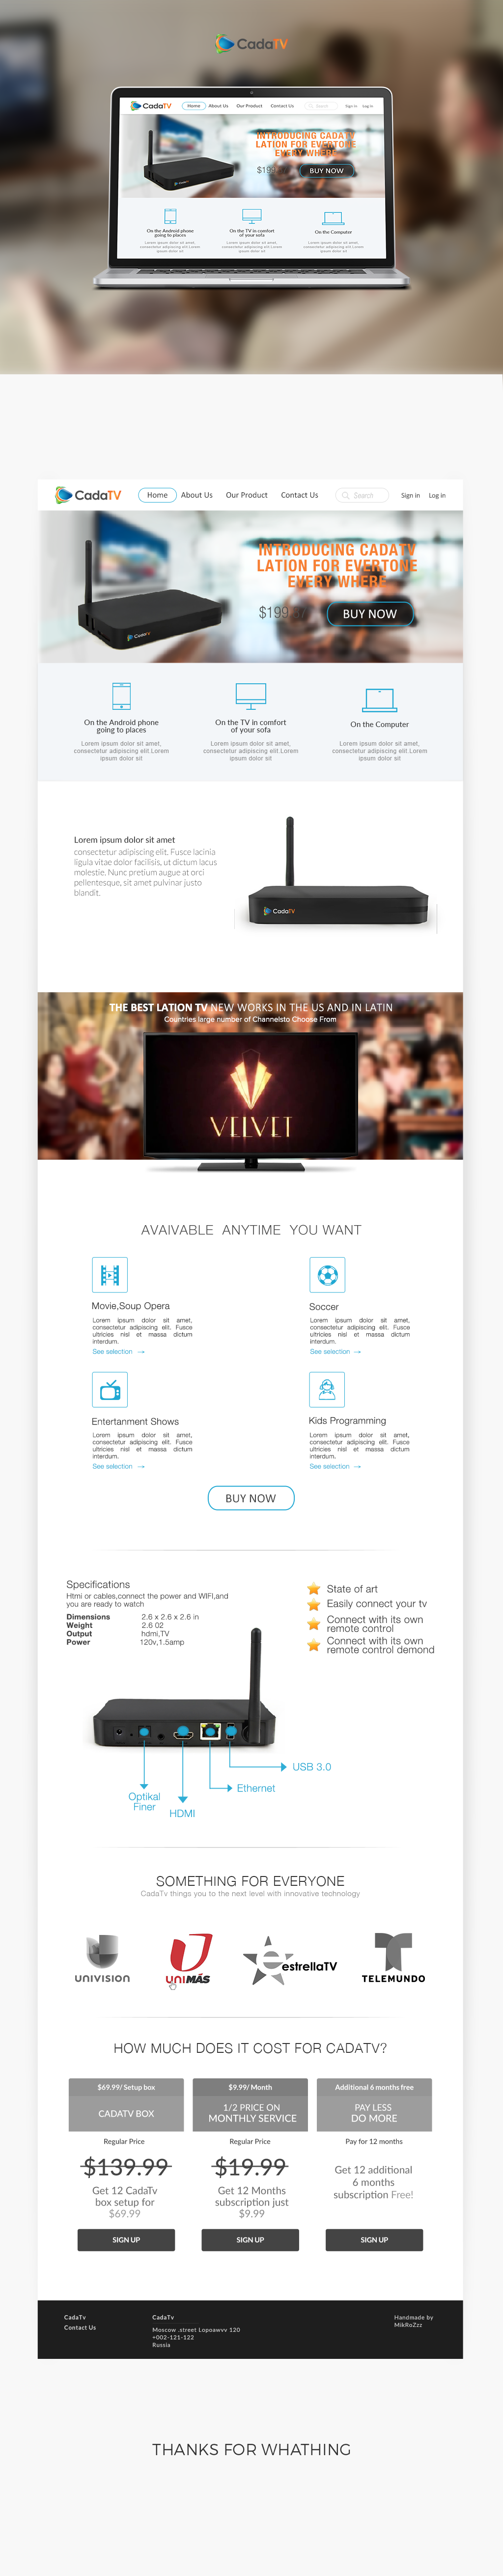 CadaTV
CadaTV Home About Us Our Product Contact Us Search Sign in Log in
INTRODUCING CADATV
LATION FOR EVERTONE
EVERY WHERE
BUY NOW
On the Android phone
going to places
Lorem ipsum dolor sit amet,
consectetur adipiscing elit.Lorem
ipsum dolor sit
On the TV in comfort
of your sofa
Lorem ipsum dolor sit amet,
consectetur adipiscing elit.Lorem
ipsum dolor sit
On the Computer
Lorem ipsum dolor sit amet,
consectetur adipiscing elit.Lorem
ipsum dolor sit
CadaTV Home About Us Our Product Contact Us Search Sign in Log in
INTRODUCING CADATV
LATION FOR EVERTONE
EVERY WHERE
BUY NOW
CadaTV
On the Android phone
going to places
Lorem ipsum dolor sit amet,
consectetur adipiscing elit.Lorem
ipsum dolor sit
On the TV in comfort
of your sofa
Lorem ipsum dolor sit amet,
consectetur adipiscing elit.Lorem
ipsum dolor sit
On the Computer
Lorem ipsum dolor sit amet,
consectetur adipiscing elit.Lorem
ipsum dolor sit
Lorem ipsum dolor sit amet
consectetur adipiscing elit. Fusce lacinia
ligula vitae dolor facilisis, ut dictum lacus
molestie. Nunc pretium augue at orci
pellentesque, sit amet pulvinar justo
blandit.
CadaTV
THE BEST LATION TV NEW WORKS IN THE US AND IN LATIN
Countries large number of Channelsto Choose From
VELVET
AVAIVABLE ANYTIME YOU WANT
Movie,Soup Opera
Lorem ipsum dolor sit amet,
consectetur adipiscing elit. Fusce
ultricies nisl et massa dictum
interdum.
See selection →
Soccer
Lorem ipsum dolor sit amet,
consectetur adipiscing elit. Fusce
ultricies nisl et massa dictum
interdum.
See selection →
Entertanment Shows
Lorem ipsum dolor sit amet,
consectetur adipiscing elit. Fusce
ultricies nisl et massa dictum
interdum.
See selection →
Kids Programming
Lorem ipsum dolor sit amet,
consectetur adipiscing elit. Fusce
ultricies nisl et massa dictum
interdum.
See selection →
BUY NOW
Specifications
Htmi or cables,connect the power and WIFI,and
you are ready to watch
Dimensions 2.6 x 2.6 x 2.6 in
Weight 2.6 02
Output hdmi,TV
Power 120v,1.5amp
State of art
Easily connect your tv
Connect with its own
remote control
Connect with its own
remote control demond
USB 3.0
Ethernet
Optikal
Finer
HDMI
SOMETHING FOR EVERYONE
CadaTv things you to the next level with innovative technology
UNIVISION
UNIMÁS
estrellaTV
TELEMUNDO
HOW MUCH DOES IT COST FOR CADATV?
$69.99/ Setup box
CADATV BOX
Regular Price
$139.99
Get 12 CadaTv
box setup for
$69.99
SIGN UP
$9.99/ Month
1/2 PRICE ON
MONTHLY SERVICE
Regular Price
$19.99
Get 12 Months
subscription just
$9.99
SIGN UP
Additional 6 months free
PAY LESS
DO MORE
Pay for 12 months
Get 12 additional
6 months
subscription Free!
SIGN UP
CadaTv
Contact Us
CadaTv
Moscow .street Lopoawvv 120
+002-121-122
Russia
Handmade by
MikRoZzz
THANKS FOR WHATHING